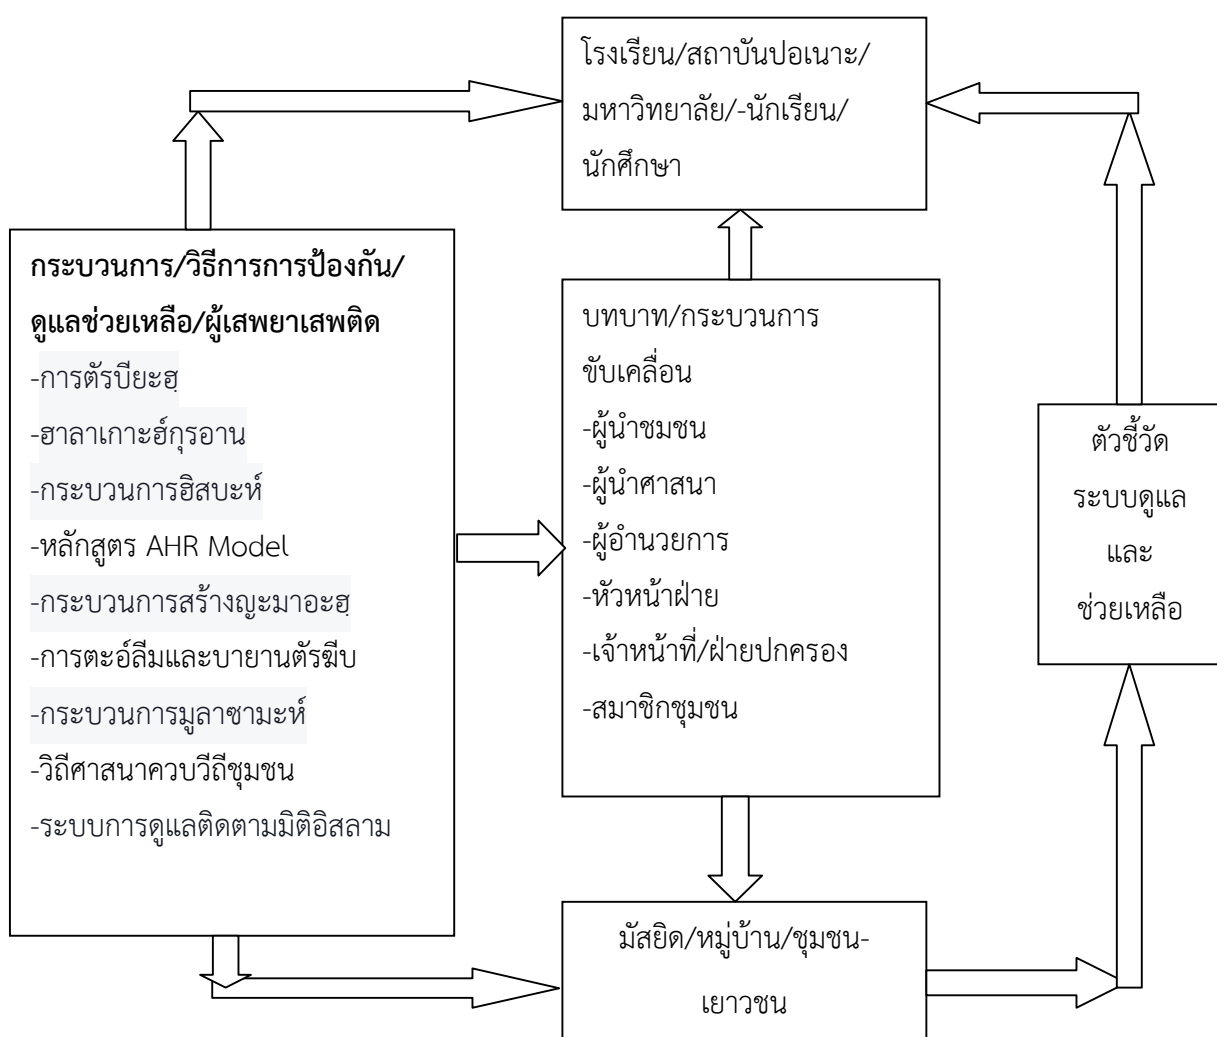 โรงเรียน/สถาบันปอเนาะ/
มหาวิทยาลัย/-นักเรียน/
นักศึกษา
กระบวนการ/วิธีการการป้องกัน/
ดูแลช่วยเหลือ/ผู้เสพยาเสพติด
-การตัรบียะฮฺ
-ฮาลาเกาะฮ์กุรอาน
-กระบวนการฮิสบะห์
-หลักสูตร AHR Model
-กระบวนการสร้างญะมาอะฮฺ
-การตะอ์ลีมและบายานตัรฆีบ
-กระบวนการมูลาซามะห์
-วิถีศาสนาควบวีถีชุมชน
-ระบบการดูแลติดตามมิติอิสลาม
บทบาท/กระบวนการ
ขับเคลื่อน
-ผู้นำชมชน
-ผู้นำศาสนา
-ผู้อำนวยการ
-หัวหน้าฝ่าย
-เจ้าหน้าที่/ฝ่ายปกครอง
-สมาชิกชุมชน
ตัวชี้วัด
ระบบดูแล
และ
ช่วยเหลือ
มัสยิด/หมู่บ้าน/ชุมชน-
เยาวชน